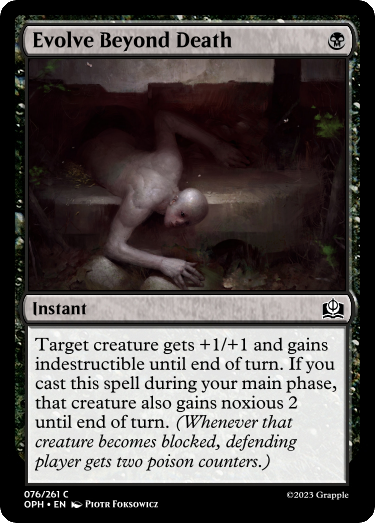 Evolve Beyond Death
Instant
Target creature gets +1/+1 and gains
indestructible until end of turn. If you
cast this spell during your main phase,
that creature also gains noxious 2
until end of turn. (Whenever that
creature becomes blocked, defending
player gets two poison counters.)
076/261 C
OPH • EN Piotr Foksowicz
©2023 Grapple